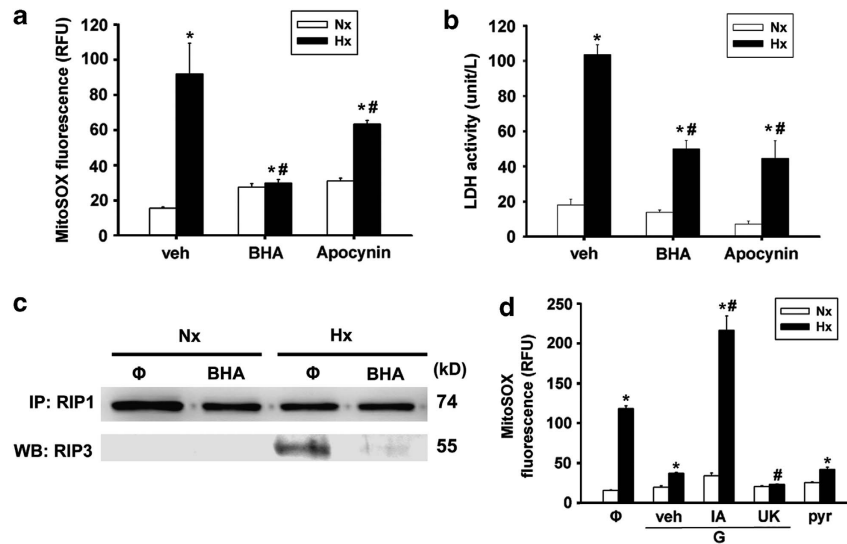 a
MitoSOX fluorescence (RFU)
120
100
80
60
40
20
0
Nx
Hx
*
*#
*#
veh
BHA
Apocynin
b
LDH activity (unit/L)
120
100
80
60
40
20
0
Nx
Hx
*
*#
*#
veh
BHA
Apocynin
c
Nx
Hx
Φ
BHA
Φ
BHA
(kD)
IP: RIP1
74
WB: RIP3
55
d
MitoSOX
fluorescence (RFU)
250
200
150
100
50
0
Nx
Hx
*
*
*#
#
*
Φ
veh
IA
UK
pyr
G